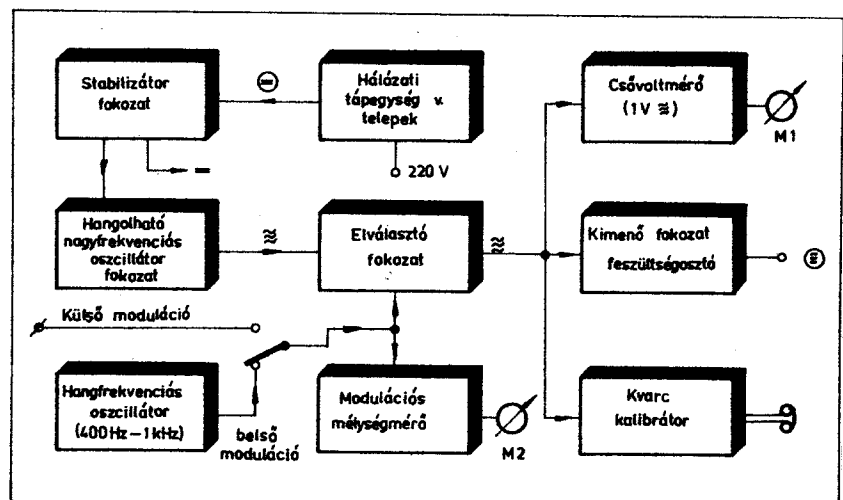 Stabilizátor
fokozat
Hálózati
tápegység v.
telepek
220 V
Csővoltmérő
(1V ≋)
M1
Hangolható
nagyfrekvenciás
oszcillátor
fokozat
Elválasztó
fokozat
Kimenő fokozat
feszültségosztó
Külső moduláció
Hangfrekvenciás
oszcillátor
(400Hz–1kHz)
belső
moduláció
Modulációs
mélységmérő
M2
Kvarc
kalibrátor